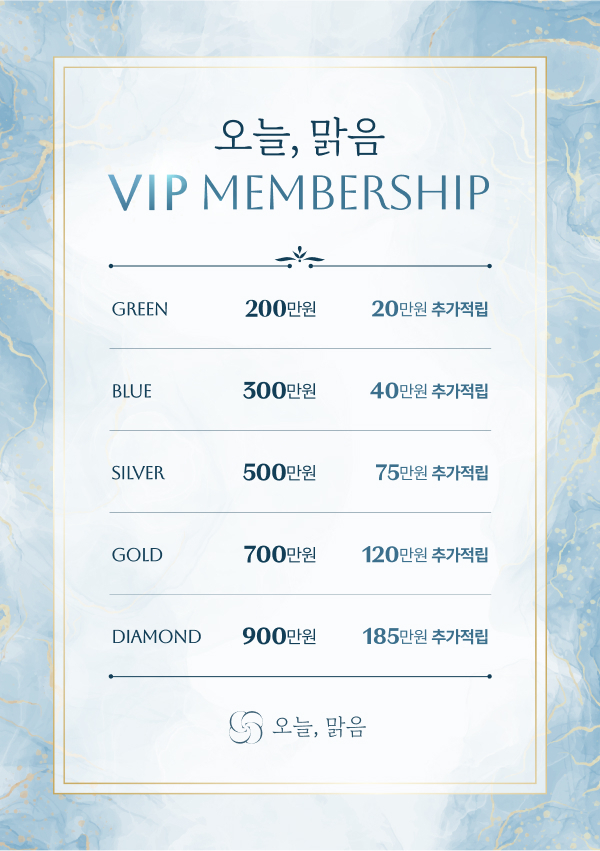 오늘, 맑음
VIP MEMBERSHIP
GREEN 200만원 20만원 추가적립
BLUE 300만원 40만원 추가적립
SILVER 500만원 75만원 추가적립
GOLD 700만원 120만원 추가적립
DIAMOND 900만원 185만원 추가적립
오늘, 맑음